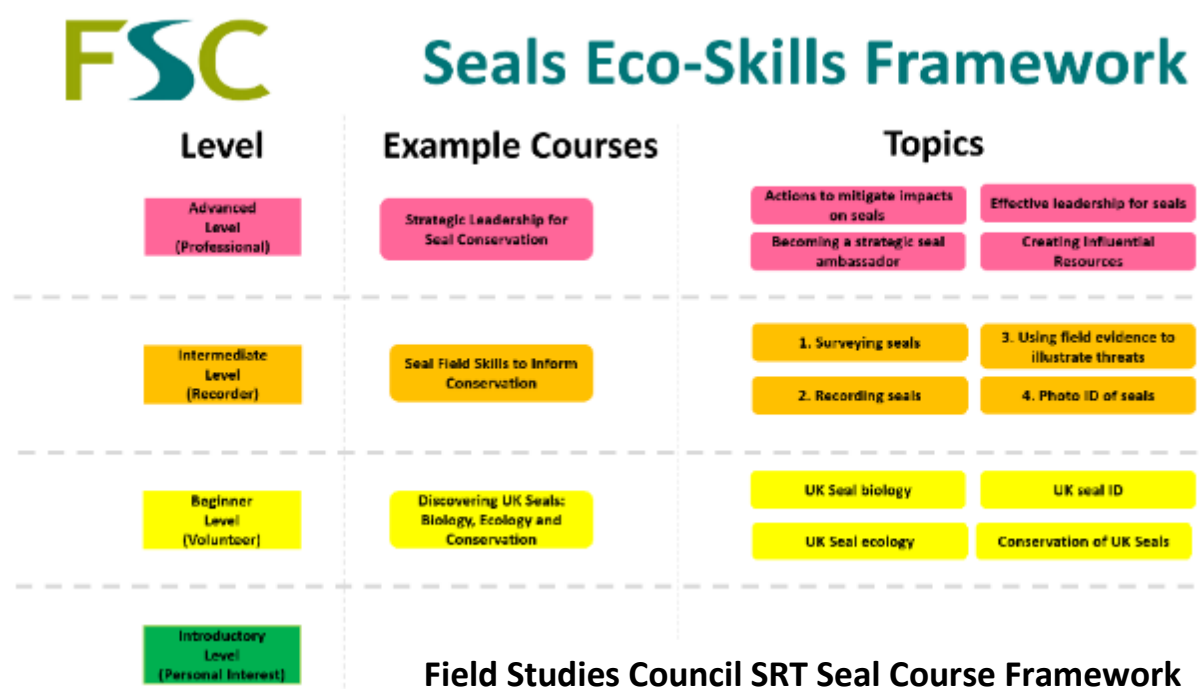 FSC
Seals Eco-Skills Framework
Level
Example Courses
Topics
Advanced
Level
(Professional)
Strategic Leadership for
Seal Conservation
Actions to mitigate impacts
on seals
Effective leadership for seals
Becoming a strategic seal
ambassador
Creating Influential
Resources
Intermediate
Level
(Recorder)
Seal Field Skills to Inform
Conservation
1. Surveying seals
3. Using field evidence to
illustrate threats
2. Recording seals
4. Photo ID of seals
Beginner
Level
(Volunteer)
Discovering UK Seals:
Biology, Ecology and
Conservation
UK Seal biology
UK seal ID
UK Seal ecology
Conservation of UK Seals
Introductory
Level
(Personal Interest)
Field Studies Council SRT Seal Course Framework